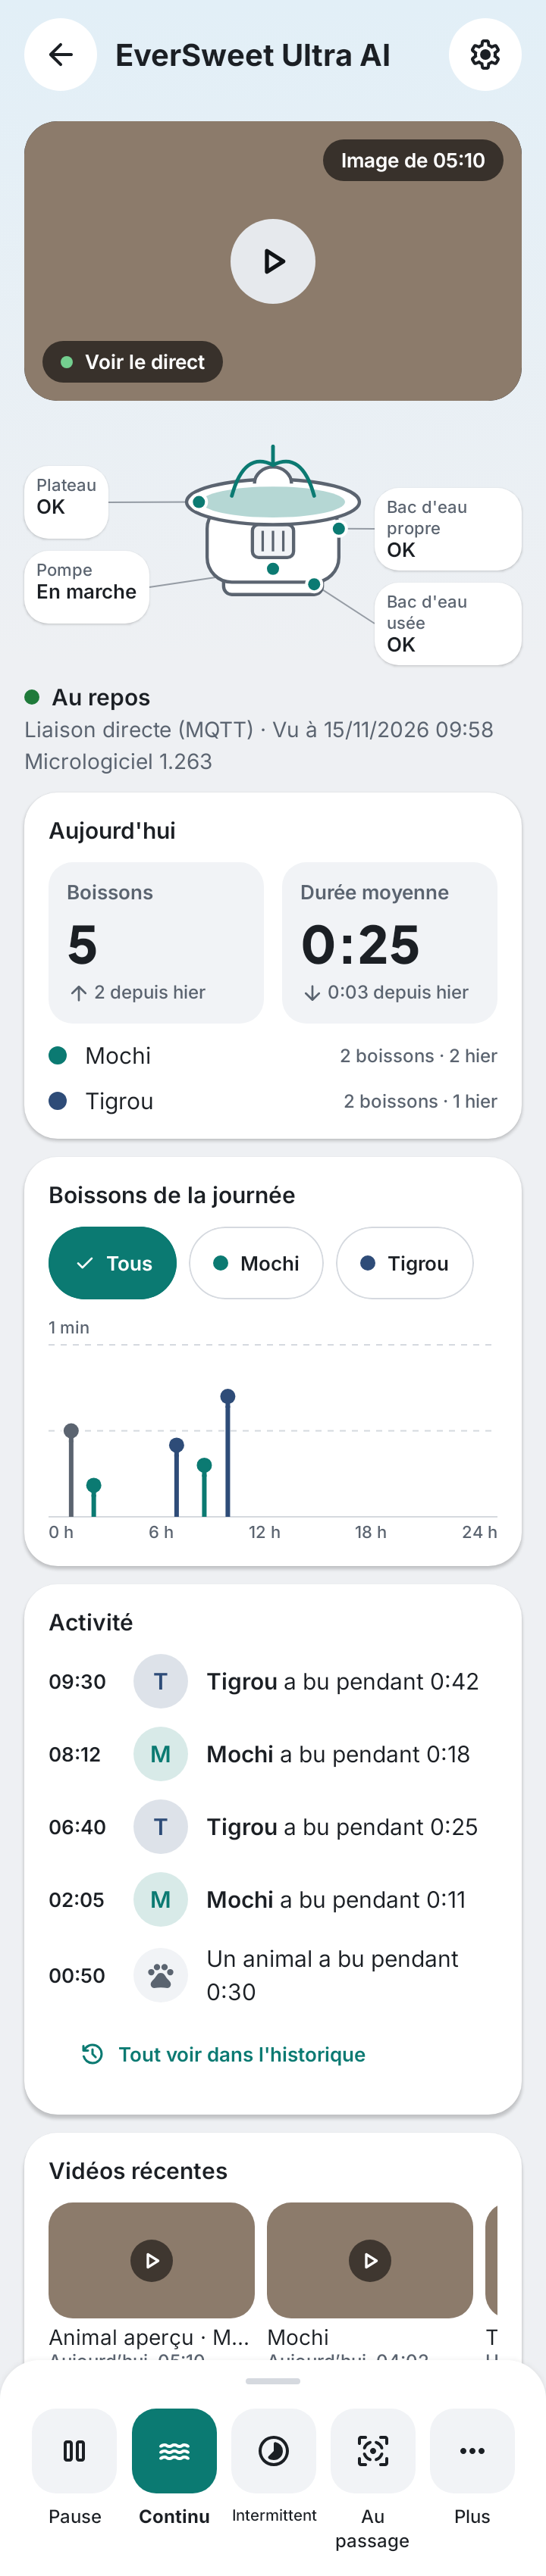 EverSweet Ultra AI
Image de 05:10
Voir le direct
Plateau
OK
Bac d'eau
propre
OK
Pompe
En marche
Bac d'eau
usée
OK
Au repos
Liaison directe (MQTT) · Vu à 15/11/2026 09:58
Micrologiciel 1.263
Aujourd'hui
Boissons
5
↑ 2 depuis hier
Durée moyenne
0:25
↓ 0:03 depuis hier
Mochi
2 boissons · 2 hier
Tigrou
2 boissons · 1 hier
Boissons de la journée
Tous
Mochi
Tigrou
1 min
0 h
6 h
12 h
18 h
24 h
Activité
09:30
T
Tigrou a bu pendant 0:42
08:12
M
Mochi a bu pendant 0:18
06:40
T
Tigrou a bu pendant 0:25
02:05
M
Mochi a bu pendant 0:11
00:50
Un animal a bu pendant
0:30
Tout voir dans l'historique
Vidéos récentes
Animal aperçu · M...
Mochi
T
Pause
Continu
Intermittent
Au
passage
Plus